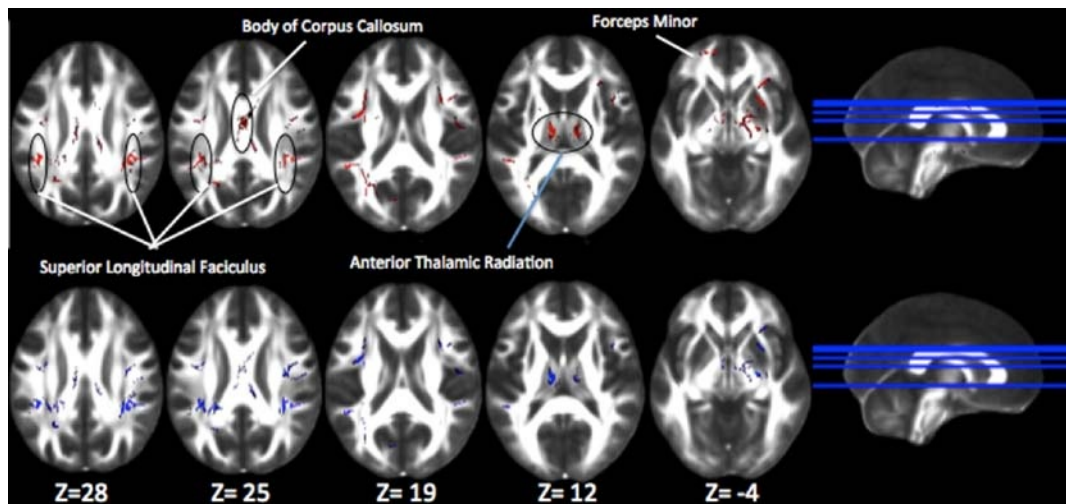 Body of Corpus Callosum
Forceps Minor
Superior Longitudinal Faciculus
Anterior Thalamic Radiation
Z=28
Z= 25
Z= 19
Z= 12
Z= -4